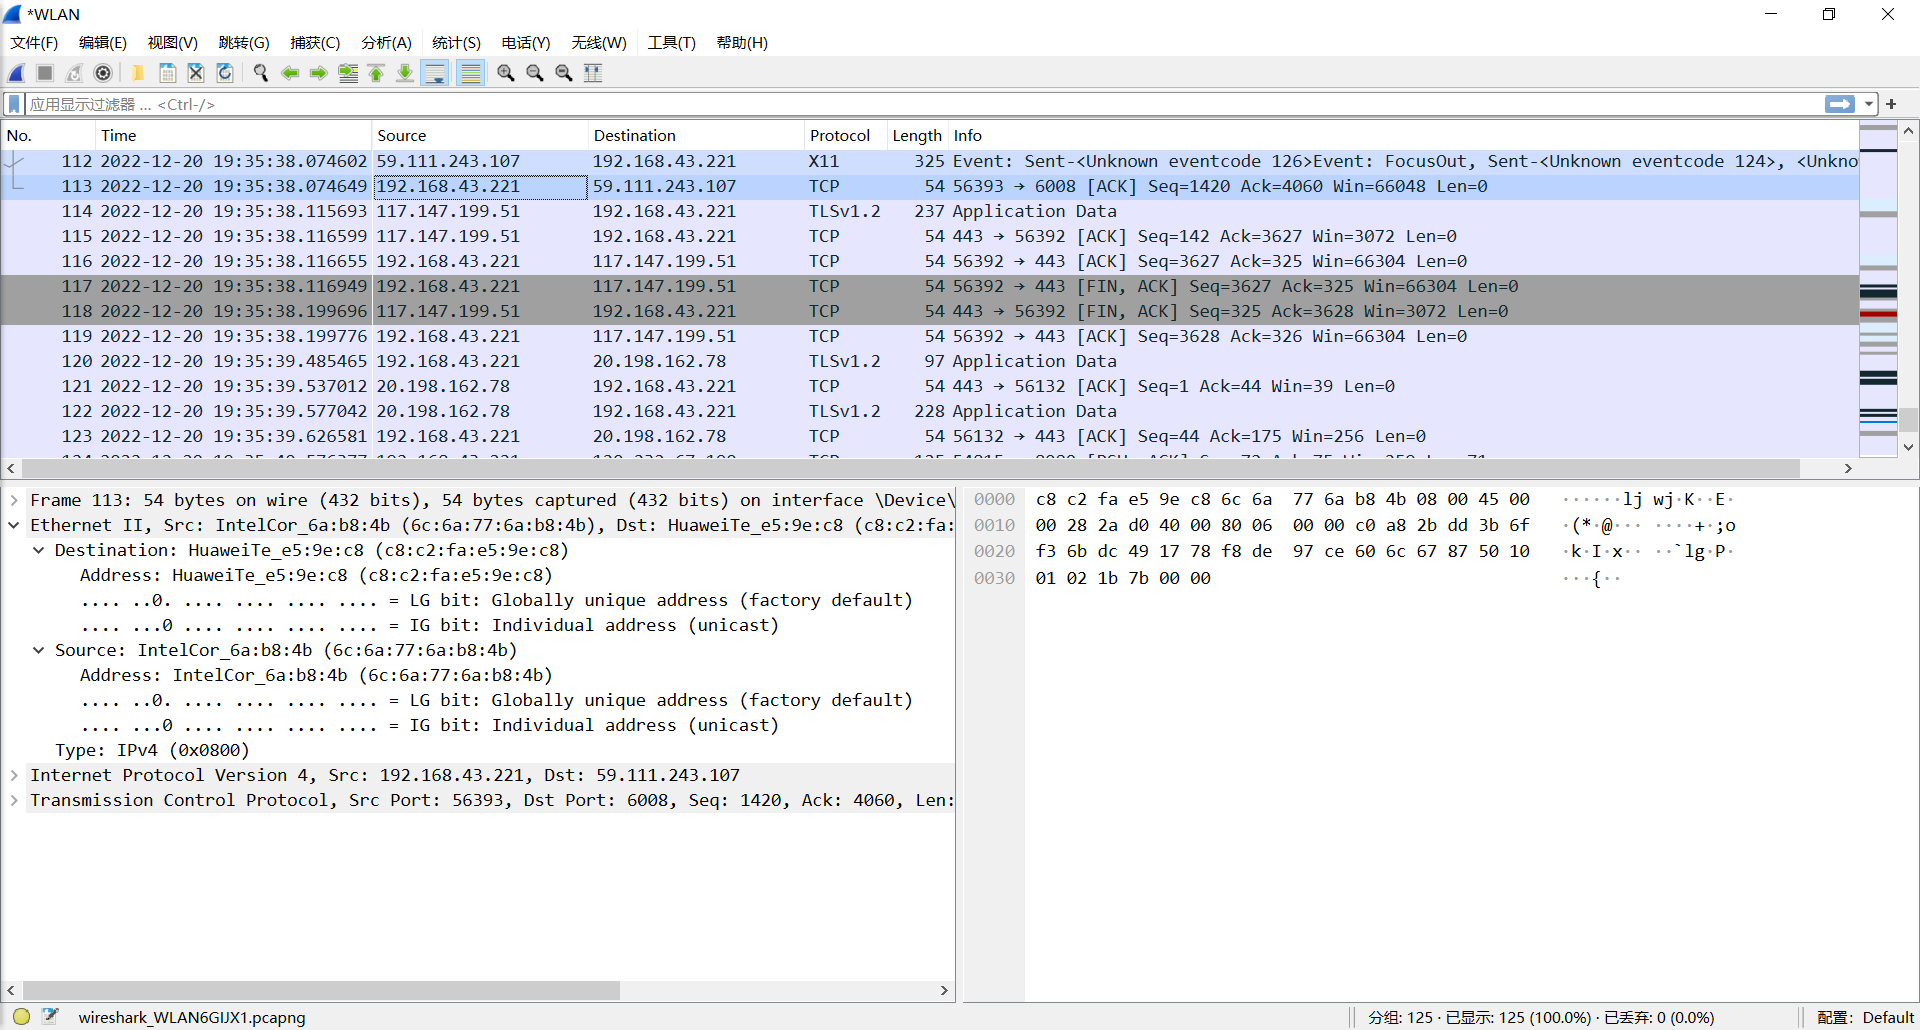 *WLAN
文件(F) 编辑(E) 视图(V) 跳转(G) 捕获(C) 分析(A) 统计(S) 电话(Y) 无线(W) 工具(T) 帮助(H)
应用显示过滤器 … <Ctrl-/>
No. Time Source Destination Protocol Length Info
112 2022-12-20 19:35:38.074602 59.111.243.107 192.168.43.221 X11 325 Event: Sent-<Unknown eventcode 126>Event: FocusOut, Sent-<Unknown eventcode 124>, <Unkno
113 2022-12-20 19:35:38.074649 192.168.43.221 59.111.243.107 TCP 54 56393 → 6008 [ACK] Seq=1420 Ack=4060 Win=66048 Len=0
114 2022-12-20 19:35:38.115693 117.147.199.51 192.168.43.221 TLSv1.2 237 Application Data
115 2022-12-20 19:35:38.116599 117.147.199.51 192.168.43.221 TCP 54 443 → 56392 [ACK] Seq=142 Ack=3627 Win=3072 Len=0
116 2022-12-20 19:35:38.116655 192.168.43.221 117.147.199.51 TCP 54 56392 → 443 [ACK] Seq=3627 Ack=325 Win=66304 Len=0
117 2022-12-20 19:35:38.116949 192.168.43.221 117.147.199.51 TCP 54 56392 → 443 [FIN, ACK] Seq=3627 Ack=325 Win=66304 Len=0
118 2022-12-20 19:35:38.199696 117.147.199.51 192.168.43.221 TCP 54 443 → 56392 [FIN, ACK] Seq=325 Ack=3628 Win=3072 Len=0
119 2022-12-20 19:35:38.199776 192.168.43.221 117.147.199.51 TCP 54 56392 → 443 [ACK] Seq=3628 Ack=326 Win=66304 Len=0
120 2022-12-20 19:35:39.485465 192.168.43.221 20.198.162.78 TLSv1.2 97 Application Data
121 2022-12-20 19:35:39.537012 20.198.162.78 192.168.43.221 TCP 54 443 → 56132 [ACK] Seq=1 Ack=44 Win=39 Len=0
122 2022-12-20 19:35:39.577042 20.198.162.78 192.168.43.221 TLSv1.2 228 Application Data
123 2022-12-20 19:35:39.626581 192.168.43.221 20.198.162.78 TCP 54 56132 → 443 [ACK] Seq=44 Ack=175 Win=256 Len=0
Frame 113: 54 bytes on wire (432 bits), 54 bytes captured (432 bits) on interface \Device\
Ethernet II, Src: IntelCor_6a:b8:4b (6c:6a:77:6a:b8:4b), Dst: HuaweiTe_e5:9e:c8 (c8:c2:fa:
Destination: HuaweiTe_e5:9e:c8 (c8:c2:fa:e5:9e:c8)
Address: HuaweiTe_e5:9e:c8 (c8:c2:fa:e5:9e:c8)
.... ..0. .... .... .... .... = LG bit: Globally unique address (factory default)
.... ...0 .... .... .... .... = IG bit: Individual address (unicast)
Source: IntelCor_6a:b8:4b (6c:6a:77:6a:b8:4b)
Address: IntelCor_6a:b8:4b (6c:6a:77:6a:b8:4b)
.... ..0. .... .... .... .... = LG bit: Globally unique address (factory default)
.... ...0 .... .... .... .... = IG bit: Individual address (unicast)
Type: IPv4 (0x0800)
Internet Protocol Version 4, Src: 192.168.43.221, Dst: 59.111.243.107
Transmission Control Protocol, Src Port: 56393, Dst Port: 6008, Seq: 1420, Ack: 4060, Len:
0000 c8 c2 fa e5 9e c8 6c 6a 77 6a b8 4b 08 00 45 00 ······lj wj·K··E·
0010 00 28 2a d0 40 00 80 06 00 00 c0 a8 2b dd 3b 6f ·(*·@··· ····+·;o
0020 f3 6b dc 49 17 78 f8 de 97 ce 60 6c 67 87 50 10 ·k·I·x·· ··`lg·P·
0030 01 02 1b 7b 00 00 ···{··
wireshark_WLAN6GIJX1.pcapng
分组: 125 · 已显示: 125 (100.0%) · 已丢弃: 0 (0.0%)
配置: Default